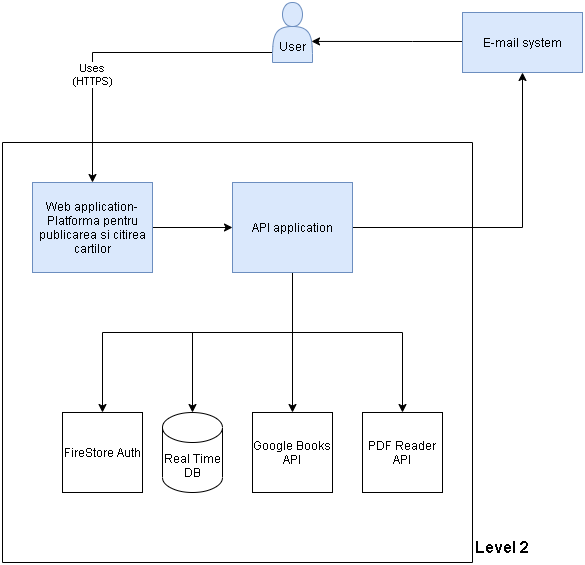 User
E-mail system
Uses
(HTTPS)
Web application-
Platforma pentru
publicarea si citirea
cartilor
API application
FireStore Auth
Real Time
DB
Google Books
API
PDF Reader
API
Level 2